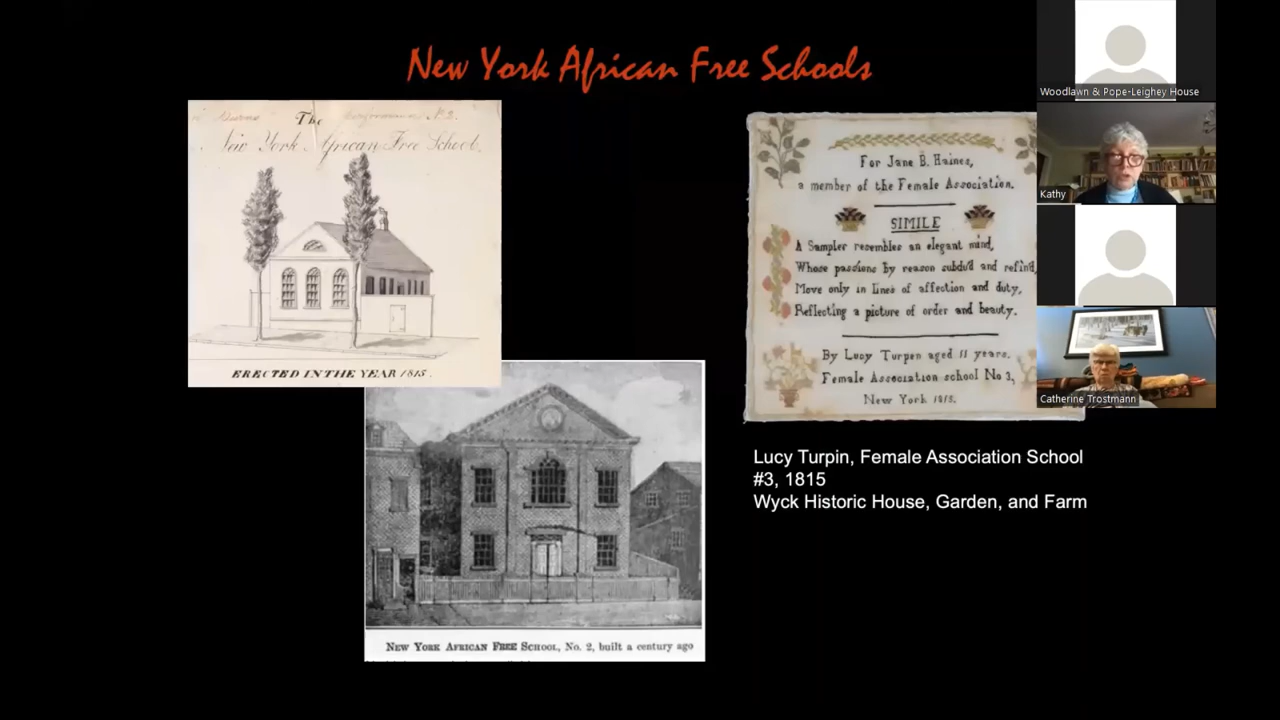 New York African Free Schools
The
New York African Free School.
ERECTED IN THE YEAR 1815.
NEW YORK AFRICAN FREE SCHOOL, No. 2, built a century ago
For Jane B. Haines,
a member of the Female Association.
SIMILE
A Sampler resembles an elegant mind,
Whose passions by reason subdu'd and refin'd,
Move only in lines of affection and duty,
Reflecting a picture of order and beauty.
By Lucy Turpen aged 11 years.
Female Association school No 3,
New York 1815.
Lucy Turpin, Female Association School
#3, 1815
Wyck Historic House, Garden, and Farm
Woodlawn & Pope-Leighey House
Kathy
Catherine Trostmann